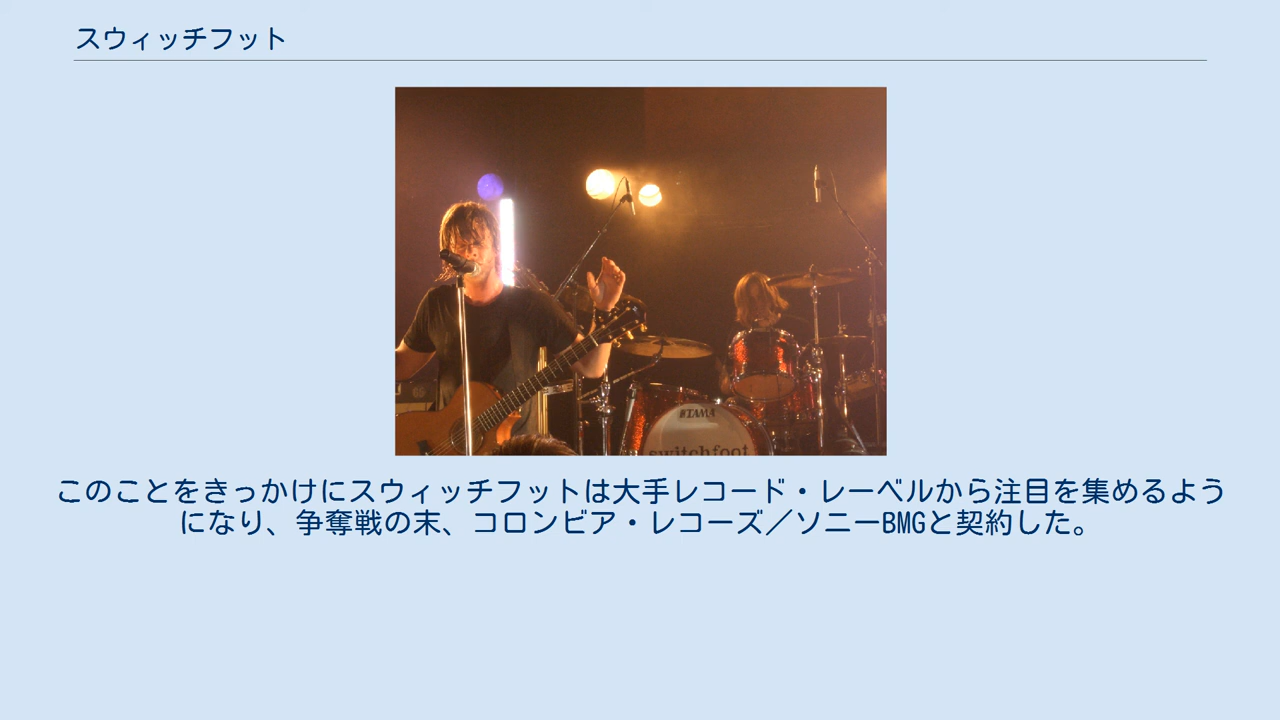 スウィッチフット
TAMA
switchfoot
このことをきっかけにスウィッチフットは大手レコード・レーベルから注目を集めるよう
になり、争奪戦の末、コロンビア・レコーズ／ソニーBMGと契約した。